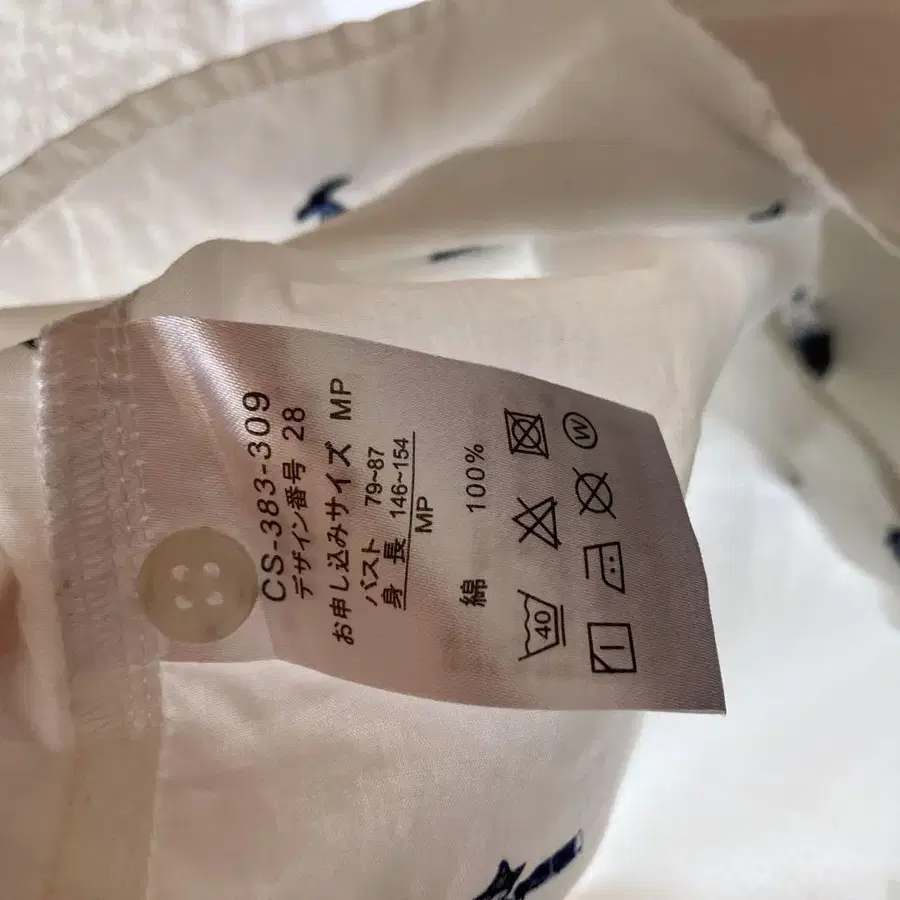 CS-383-309
デザイン番号 28
お申し込みサイズ MP
バスト 79~87
身長 146~154
MP
綿 100%
40
W